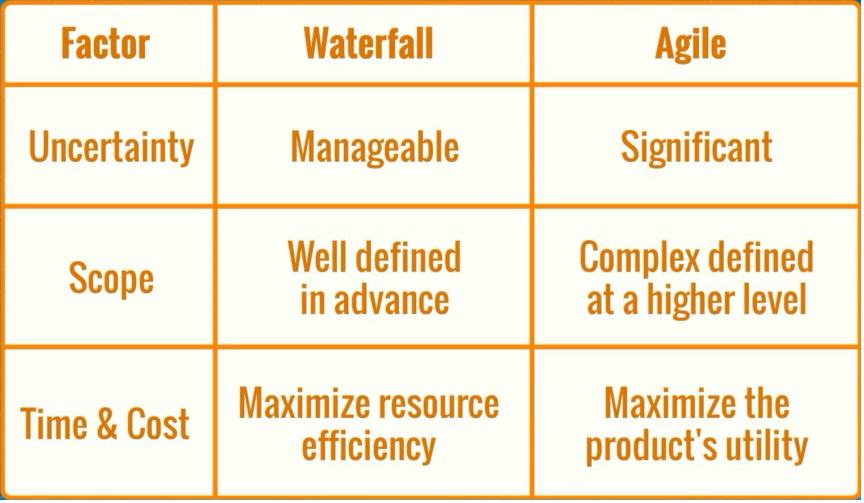 Factor Waterfall Agile
Uncertainty Manageable Significant
Scope
Well defined
in advance
Complex defined
at a higher level
Time & Cost
Maximize resource
efficiency
Maximize the
product's utility